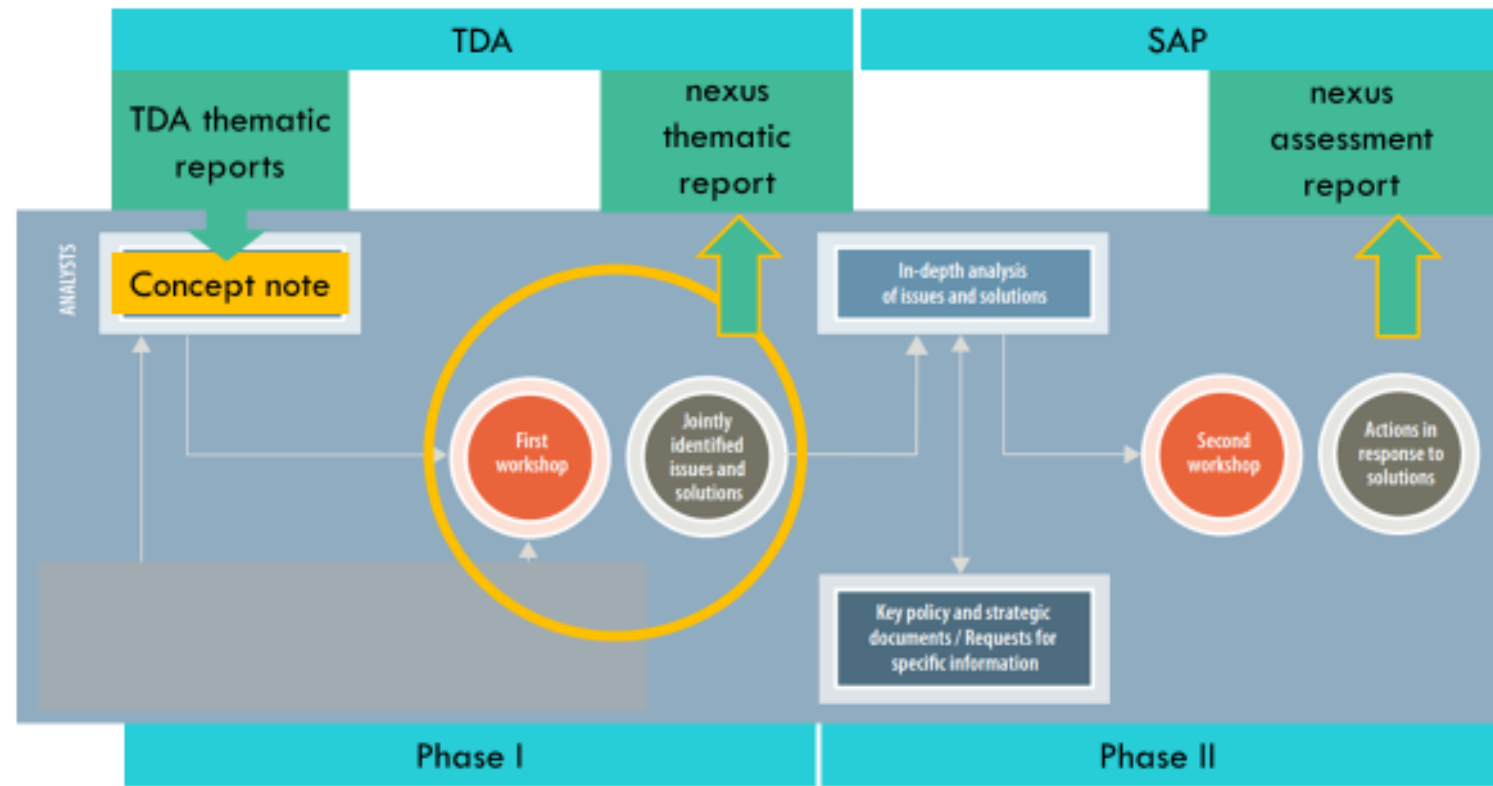 TDA
SAP
TDA thematic
reports
nexus
thematic
report
nexus
assessment
report
ANALYSTS
Concept note
In-depth analysis
of issues and solutions
First
workshop
Jointly
identified
issues and
solutions
Second
workshop
Actions in
response to
solutions
Key policy and strategic
documents / Requests for
specific information
Phase I
Phase II